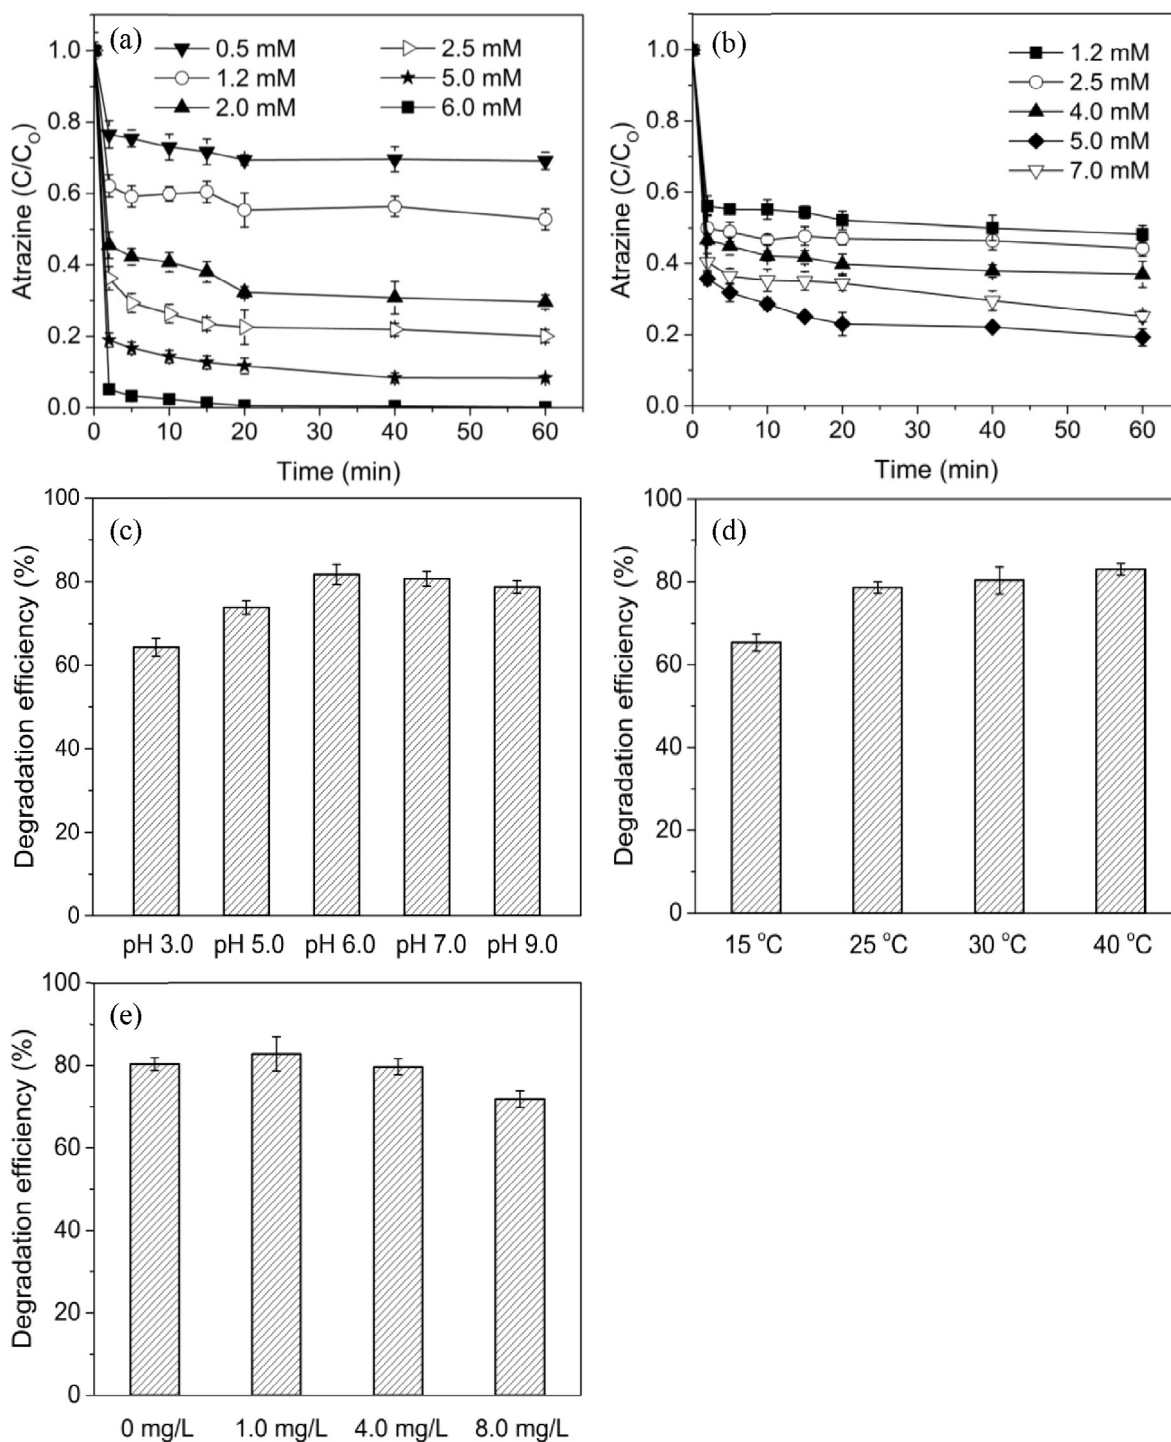 (a)
0.5 mM
2.5 mM
1.2 mM
5.0 mM
2.0 mM
6.0 mM
Atrazine (C/C_O)
1.0
0.8
0.6
0.4
0.2
0.0
0 10 20 30 40 50 60
Time (min)
(b)
1.2 mM
2.5 mM
4.0 mM
5.0 mM
7.0 mM
Atrazine (C/C_O)
1.0
0.8
0.6
0.4
0.2
0.0
0 10 20 30 40 50 60
Time (min)
(c)
Degradation efficiency (%)
100
80
60
40
20
0
pH 3.0 pH 5.0 pH 6.0 pH 7.0 pH 9.0
(d)
Degradation efficiency (%)
100
80
60
40
20
0
15 °C 25 °C 30 °C 40 °C
(e)
Degradation efficiency (%)
100
80
60
40
20
0
0 mg/L 1.0 mg/L 4.0 mg/L 8.0 mg/L